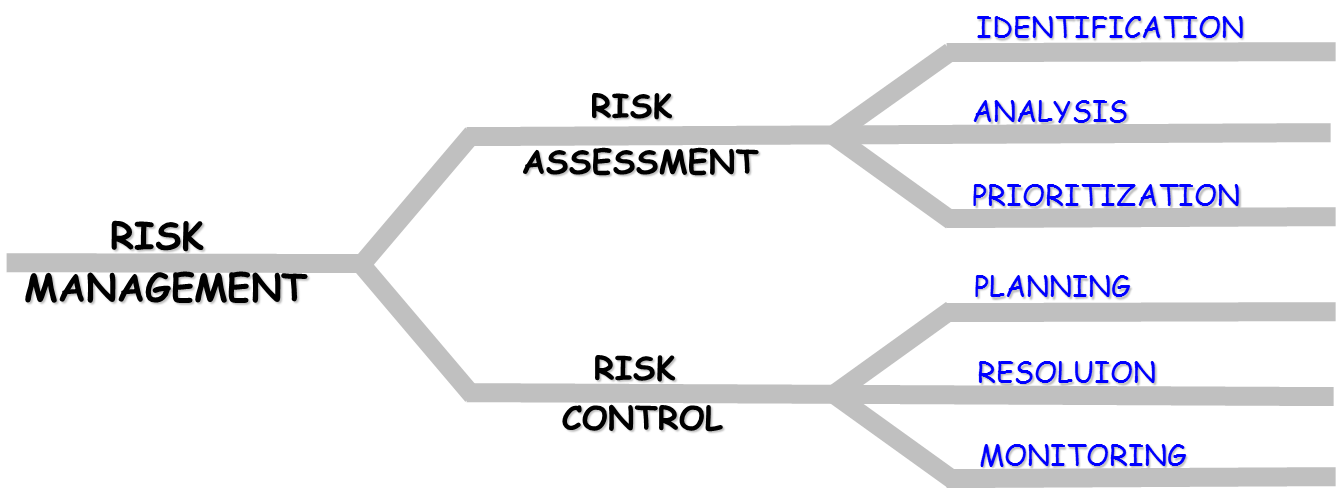 RISK
MANAGEMENT
RISK
ASSESSMENT
IDENTIFICATION
ANALYSIS
PRIORITIZATION
RISK
CONTROL
PLANNING
RESOLUION
MONITORING